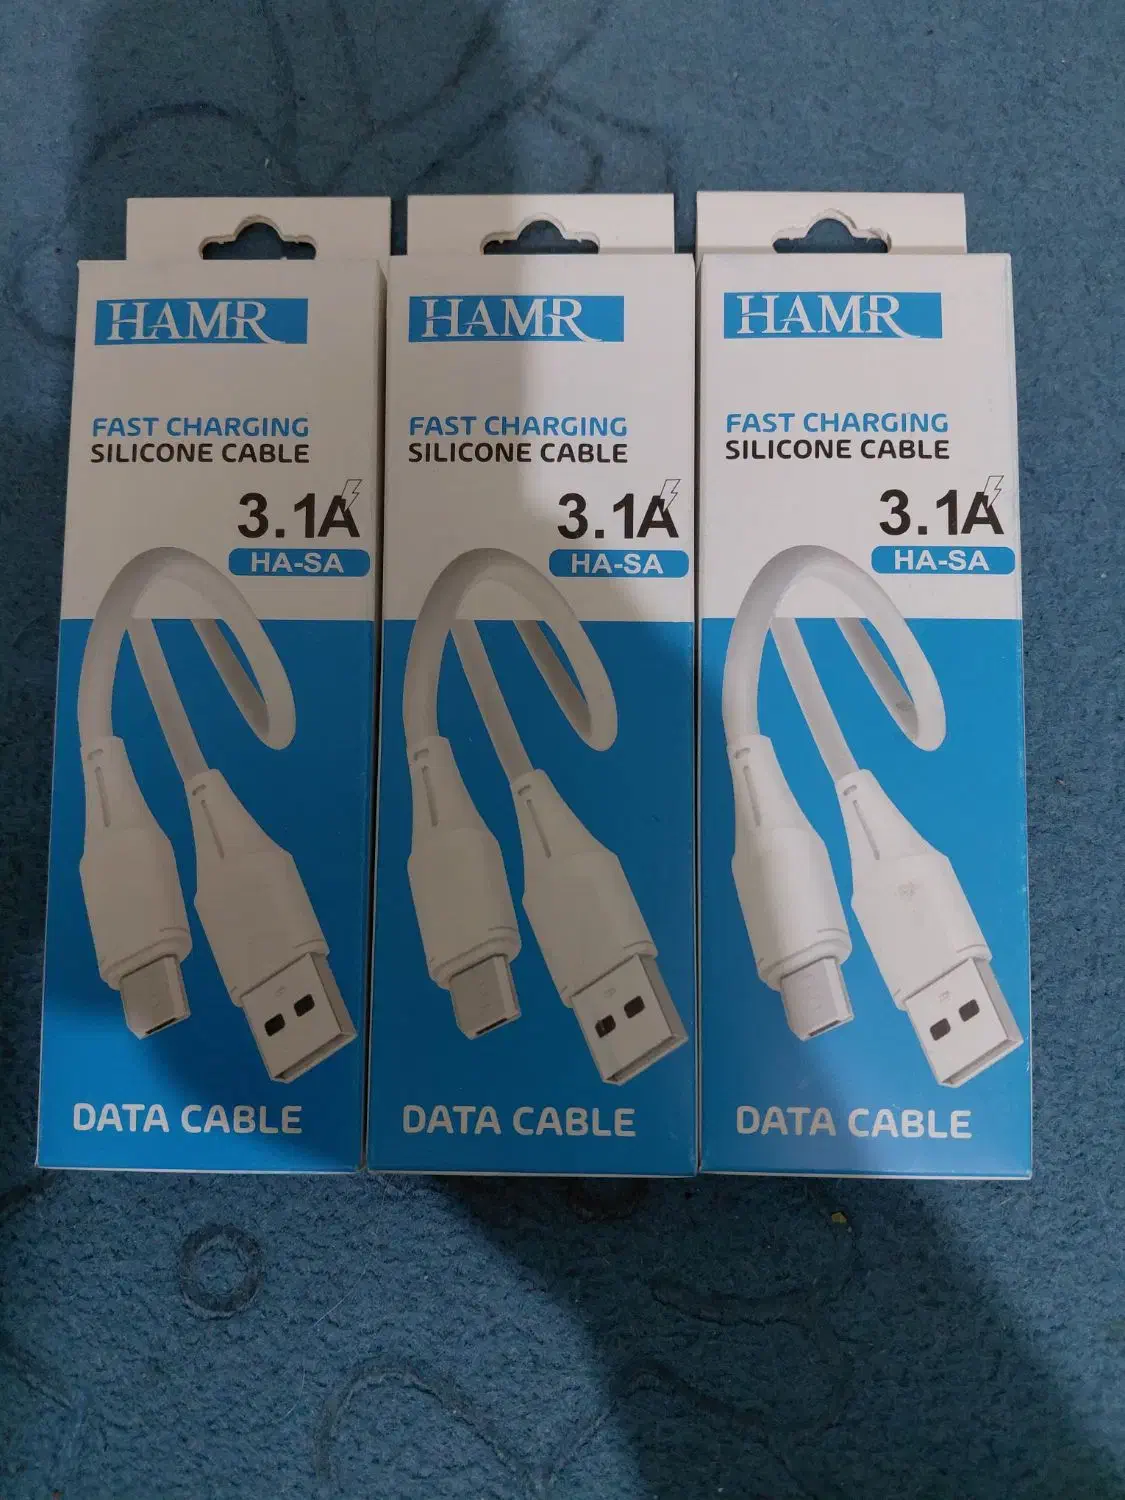 HAMR
FAST CHARGING
SILICONE CABLE
3.1A
HA-SA
DATA CABLE
HAMR
FAST CHARGING
SILICONE CABLE
3.1A
HA-SA
DATA CABLE
HAMR
FAST CHARGING
SILICONE CABLE
3.1A
HA-SA
DATA CABLE